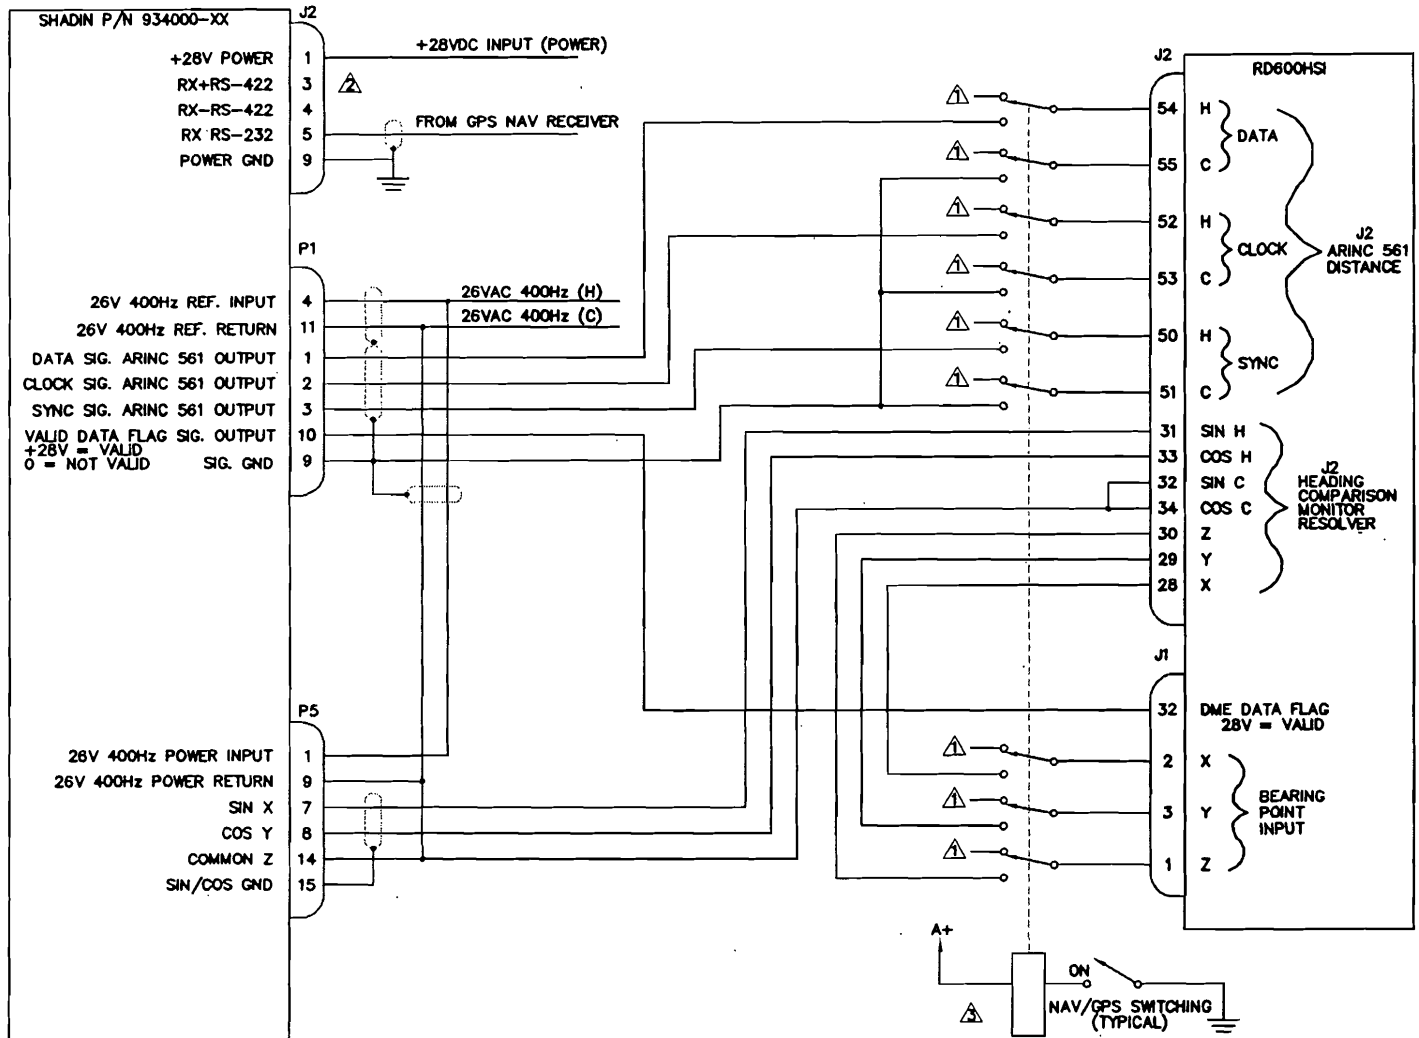 SHADIN P/N 934000-XX
J2
+28V POWER 1
+28VDC INPUT (POWER)
RX+RS-422 3
2
RX-RS-422 4
RX RS-232 5
FROM GPS NAV RECEIVER
POWER GND 9
P1
26V 400Hz REF. INPUT 4
26VAC 400Hz (H)
26V 400Hz REF. RETURN 11
26VAC 400Hz (C)
DATA SIG. ARINC 561 OUTPUT 1
CLOCK SIG. ARINC 561 OUTPUT 2
SYNC SIG. ARINC 561 OUTPUT 3
VALID DATA FLAG SIG. OUTPUT 10
+28V = VALID
0 = NOT VALID SIG. GND 9
P5
26V 400Hz POWER INPUT 1
26V 400Hz POWER RETURN 9
SIN X 7
COS Y 8
COMMON Z 14
SIN/COS GND 15
J2
RD600HSI
1
54 H
DATA
1
55 C
1
52 H
CLOCK
1
53 C
J2
ARINC 561
DISTANCE
1
50 H
SYNC
1
51 C
31 SIN H
33 COS H
32 SIN C
34 COS C
30 Z
29 Y
28 X
J2
HEADING
COMPARISON
MONITOR
RESOLVER
J1
32 DME DATA FLAG
28V = VALID
1
2 X
1
3 Y
1
1 Z
BEARING
POINT
INPUT
A+
3
ON
NAV/GPS SWITCHING
(TYPICAL)